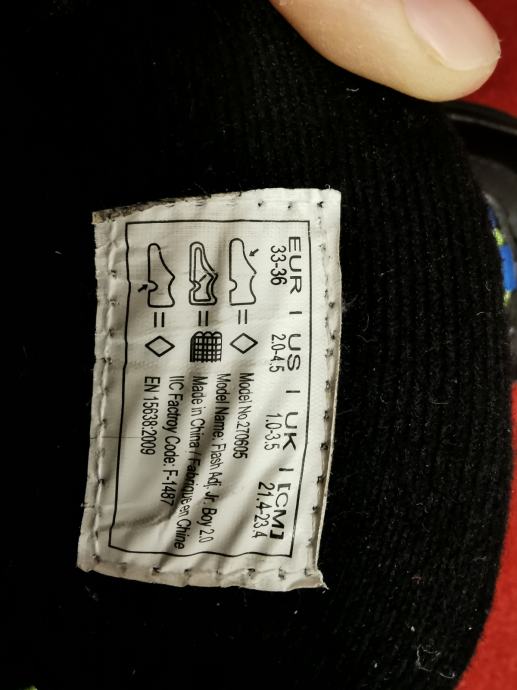 EUR | US | UK | [CM]
33-36 2.0-4.5 1.0-3.5 21.4-23.4
Model No.270605
Model Name: Flash Adj. Jr. Boy 2.0
Made in China / Fabriqué en Chine
IIC Factroy Code: F-1487
EN 15638:2009